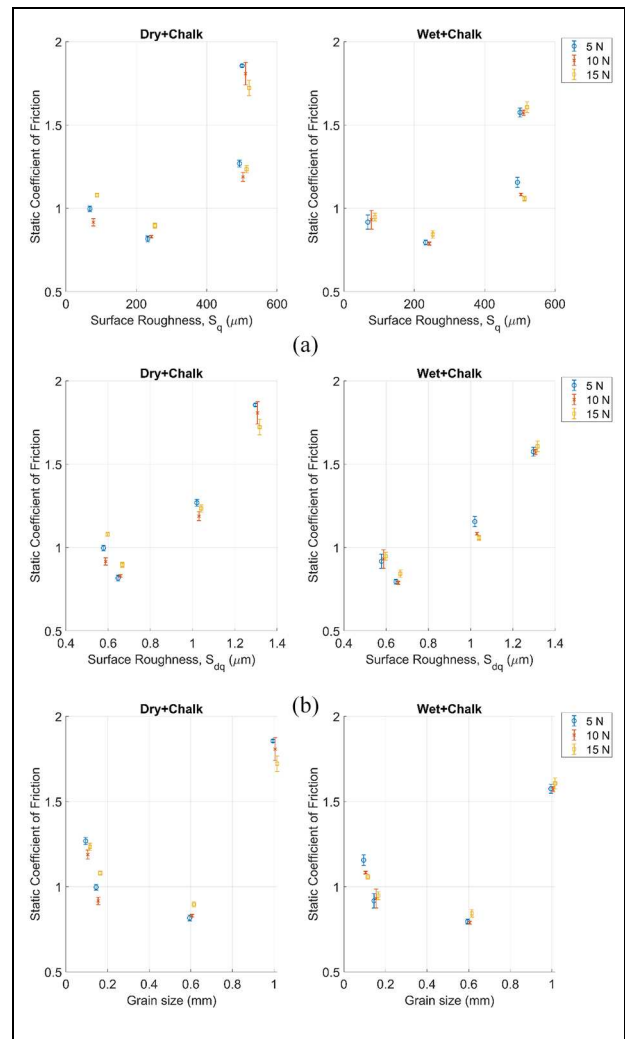 Dry+Chalk Wet+Chalk
5 N
10 N
15 N
Static Coefficient of Friction
2
1.5
1
0.5
0 200 400 600
Surface Roughness, Sq (μm)
Static Coefficient of Friction
2
1.5
1
0.5
0 200 400 600
Surface Roughness, Sq (μm)
(a)
Dry+Chalk Wet+Chalk
5 N
10 N
15 N
Static Coefficient of Friction
2
1.5
1
0.5
0.4 0.6 0.8 1 1.2 1.4
Surface Roughness, Sdq (μm)
Static Coefficient of Friction
2
1.5
1
0.5
0.4 0.6 0.8 1 1.2 1.4
Surface Roughness, Sdq (μm)
(b)
Dry+Chalk Wet+Chalk
5 N
10 N
15 N
Static Coefficient of Friction
2
1.5
1
0.5
0 0.2 0.4 0.6 0.8 1
Grain size (mm)
Static Coefficient of Friction
2
1.5
1
0.5
0 0.2 0.4 0.6 0.8 1
Grain size (mm)